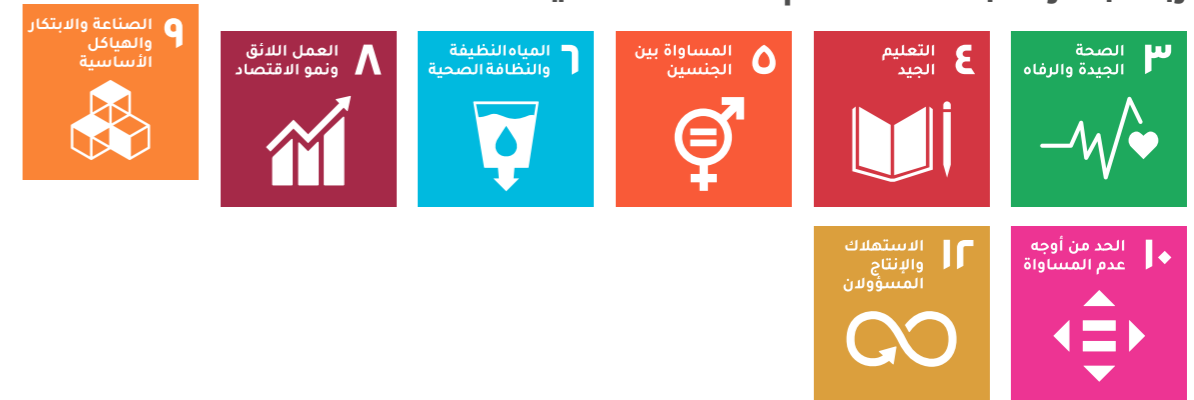 ٣ الصحة
الجيدة والرفاه
٤ التعليم
الجيد
٥ المساواة بين
الجنسين
٦ المياه النظيفة
والنظافة الصحية
٨ العمل اللائق
ونمو الاقتصاد
٩ الصناعة والابتكار
والهياكل
الأساسية
١٠ الحد من أوجه
عدم المساواة
١٢ الاستهلاك
والإنتاج
المسؤولان